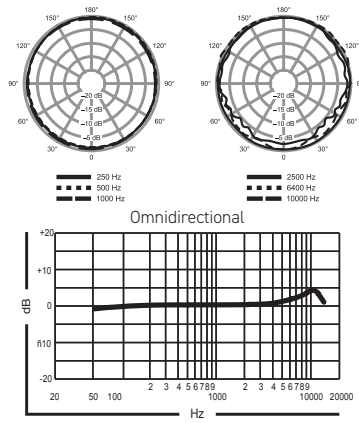 180° 180°
150° 150° 150° 150°
120° 120° 120° 120°
90° 90° 90° 90°
–20 dB –20 dB
–15 dB –15 dB
–10 dB –10 dB
60° –5 dB 60° 60° –5 dB 60°
30° 30° 30° 30°
0 0
250 Hz 2500 Hz
500 Hz 6400 Hz
1000 Hz 10000 Hz
Omnidirectional
+20
+10
dB
0
ñ10
-20
2 3 4 5 6 7 8 9 2 3 4 5 6 7 8 9
20 50 100 1000 10000 20000
Hz